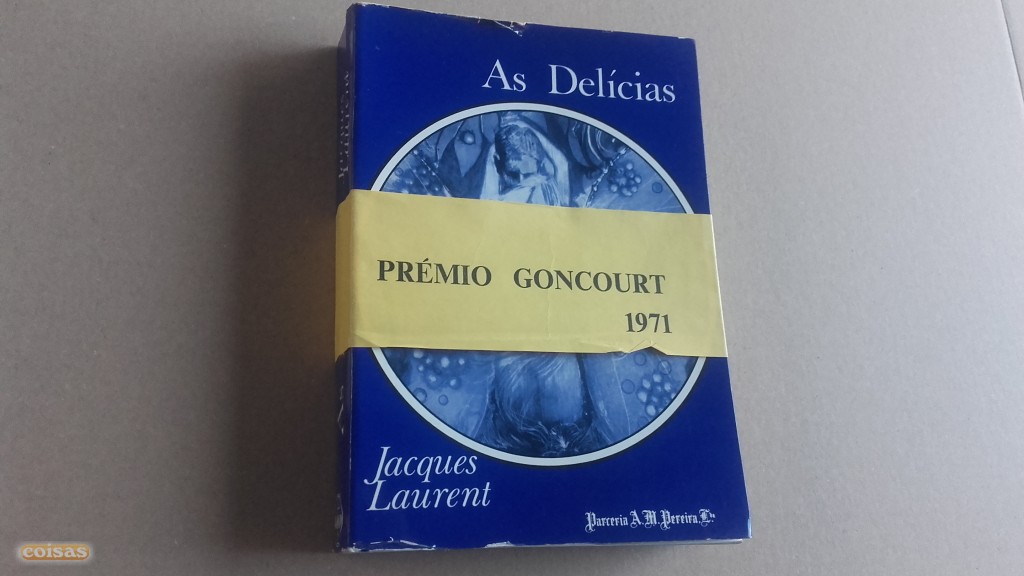 As Delícias
PRÉMIO GONCOURT
1971
Jacques
Laurent
Parceria A. M. Pereira, L.da
coisas